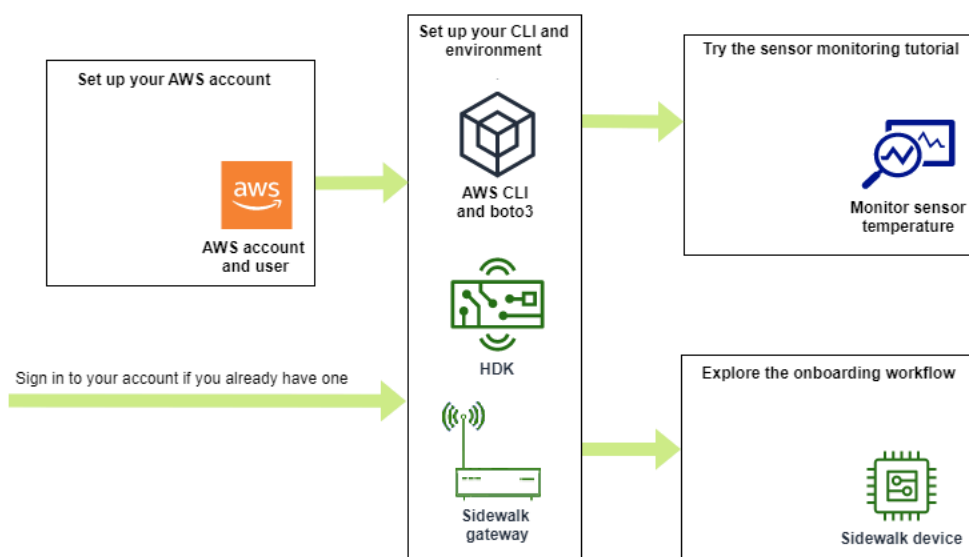 Set up your AWS account
aws
AWS account
and user
Sign in to your account if you already have one
Set up your CLI and
environment
AWS CLI
and boto3
HDK
Sidewalk
gateway
Try the sensor monitoring tutorial
Monitor sensor
temperature
Explore the onboarding workflow
Sidewalk device